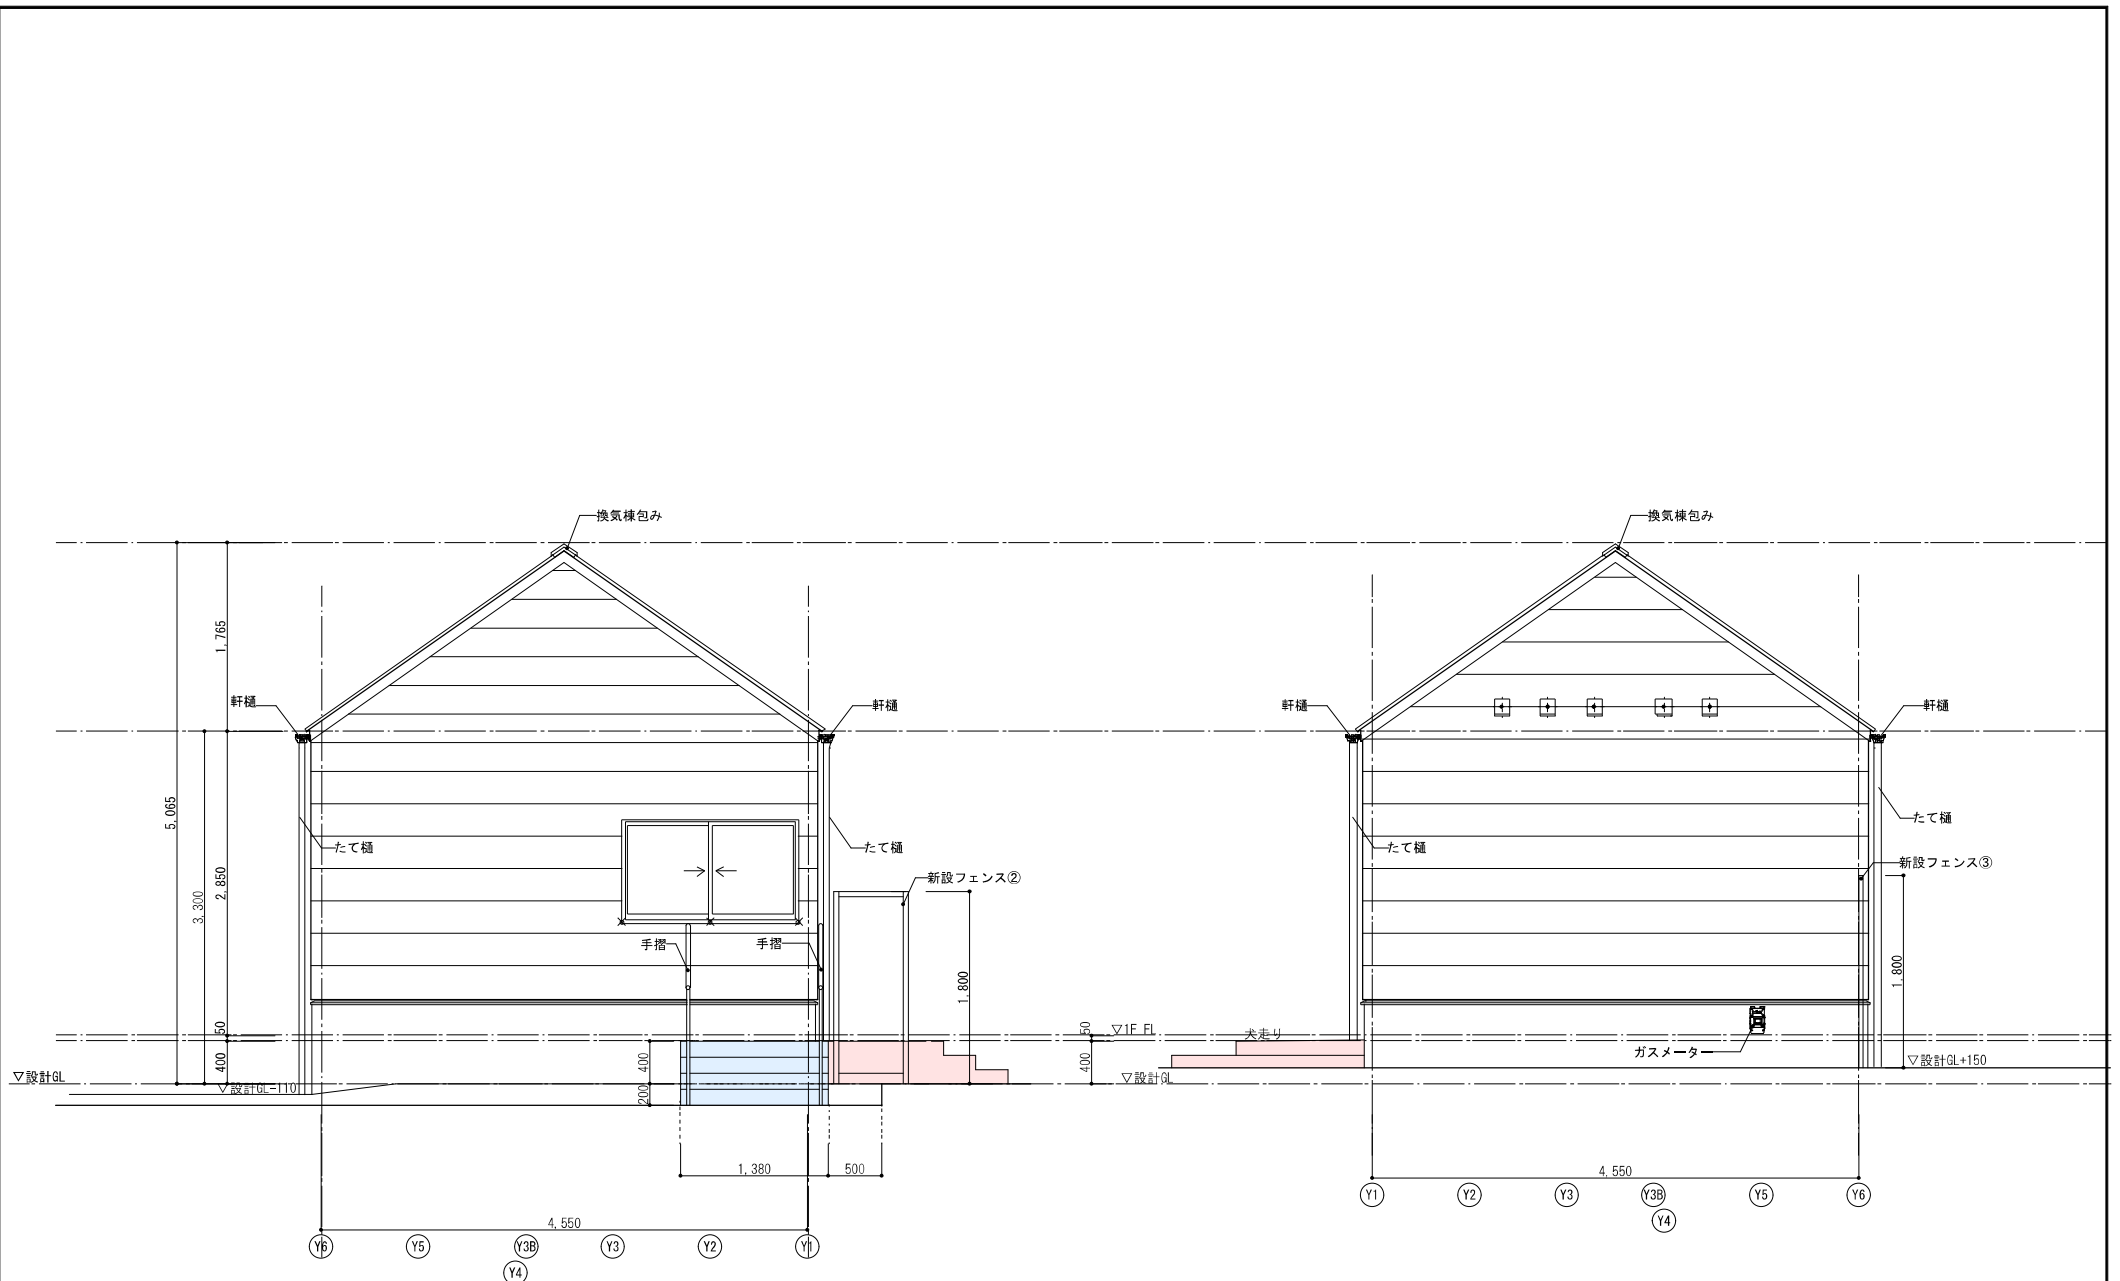 換気棟包み
換気棟包み
1,765
軒樋
軒樋
軒樋
軒樋
5,065
3,300
2,850
たて樋
たて樋
たて樋
たて樋
新設フェンス②
新設フェンス③
手摺
手摺
1,800
1,800
50
50
▽1F FL
犬走り
400
400
400
ガスメーター
▽設計GL+150
▽設計GL
▽設計GL
▽設計GL-110
200
1,380
500
4,550
Y1
Y2
Y3
Y3B
Y5
Y6
Y4
4,550
Y6
Y5
Y3B
Y3
Y2
Y1
Y4